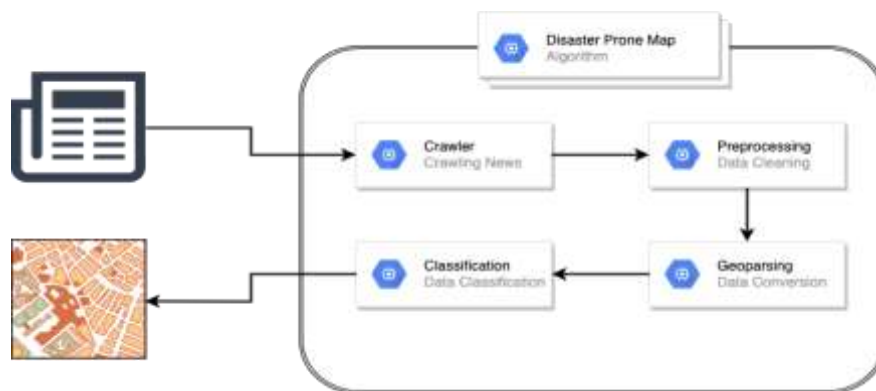 Disaster Prone Map
Algorithm
Crawler
Crawling News
Preprocessing
Data Cleaning
Classification
Data Classification
Geoparsing
Data Conversion